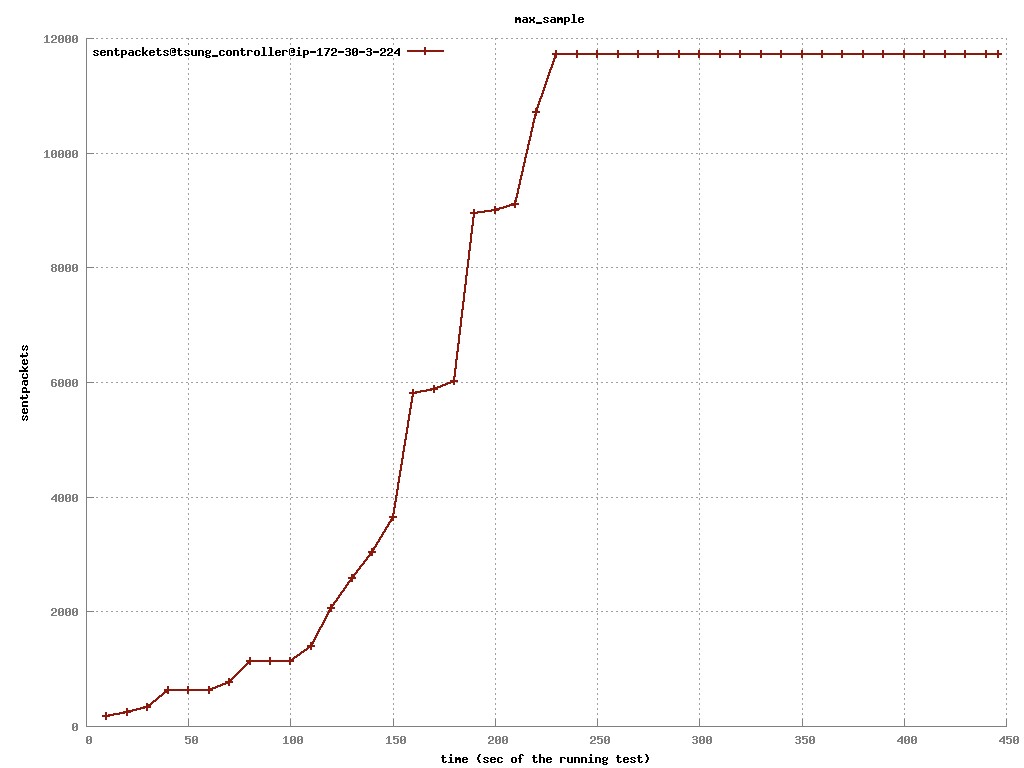 max_sample
12000
sentpackets@tsung_controller@ip-172-30-3-224
10000
8000
6000
sentpackets
4000
2000
0
0 50 100 150 200 250 300 350 400 450
time (sec of the running test)